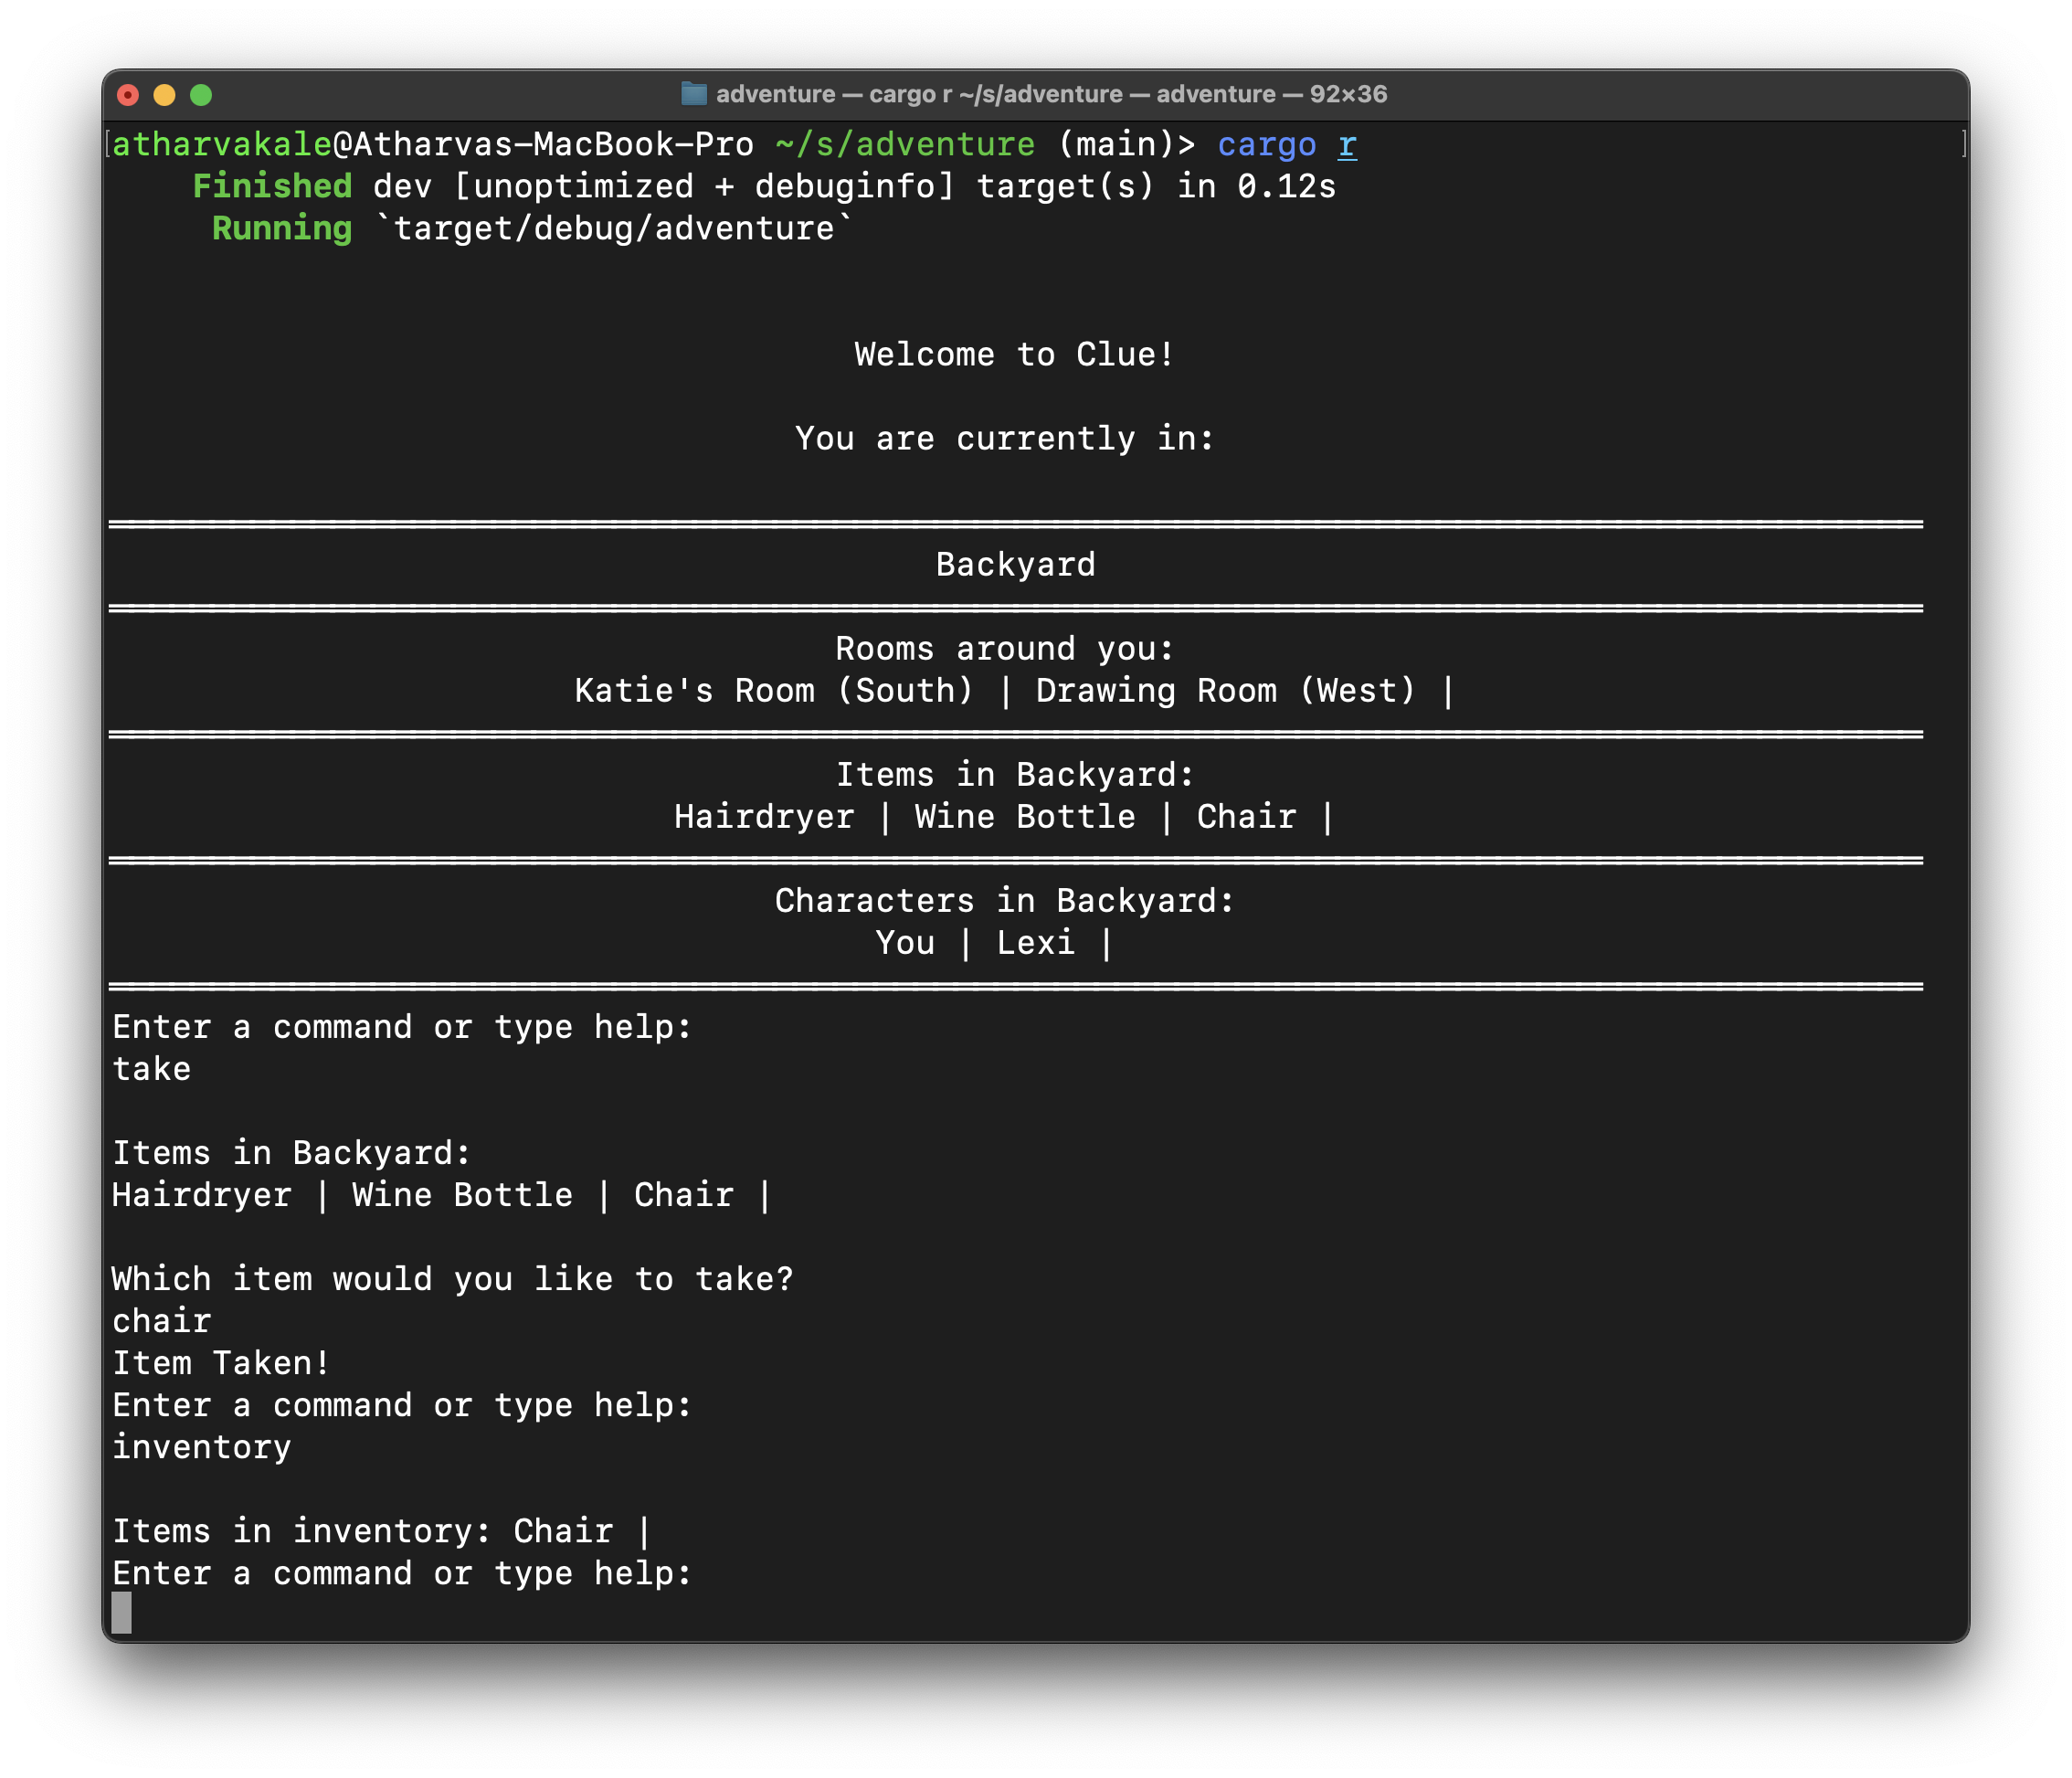 adventure — cargo r ~/s/adventure — adventure — 92×36
[atharvakale@Atharvas-MacBook-Pro ~/s/adventure (main)> cargo r ]
Finished dev [unoptimized + debuginfo] target(s) in 0.12s
Running `target/debug/adventure`
Welcome to Clue!
You are currently in:
Backyard
Rooms around you:
Katie's Room (South) | Drawing Room (West) |
Items in Backyard:
Hairdryer | Wine Bottle | Chair |
Characters in Backyard:
You | Lexi |
Enter a command or type help:
take
Items in Backyard:
Hairdryer | Wine Bottle | Chair |
Which item would you like to take?
chair
Item Taken!
Enter a command or type help:
inventory
Items in inventory: Chair |
Enter a command or type help: